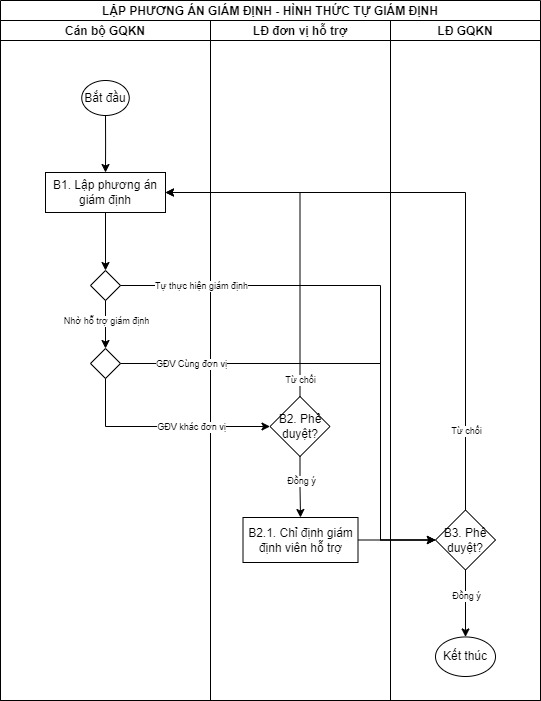 LẬP PHƯƠNG ÁN GIÁM ĐỊNH - HÌNH THỨC TỰ GIÁM ĐỊNH
Cán bộ GQKN
LĐ đơn vị hỗ trợ
LĐ GQKN
Bắt đầu
B1. Lập phương án
giám định
Tự thực hiện giám định
Nhờ hỗ trợ giám định
GĐV Cùng đơn vị
Từ chối
GĐV khác đơn vị
B2. Phê
duyệt?
Từ chối
Đồng ý
B2.1. Chỉ định giám
định viên hỗ trợ
B3. Phê
duyệt?
Đồng ý
Kết thúc